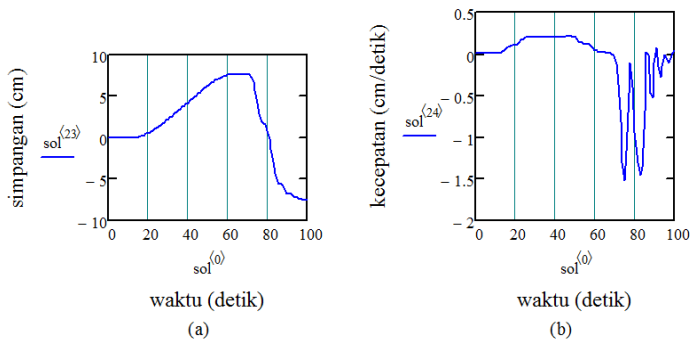 simpangan (cm)
sol⟨23⟩
10
5
0
− 5
− 10
0 20 40 60 80 100
sol⟨0⟩
waktu (detik)
(a)
kecepatan (cm/detik)
sol⟨24⟩
0.5
0
− 0.5
− 1
− 1.5
− 2
0 20 40 60 80 100
sol⟨0⟩
waktu (detik)
(b)